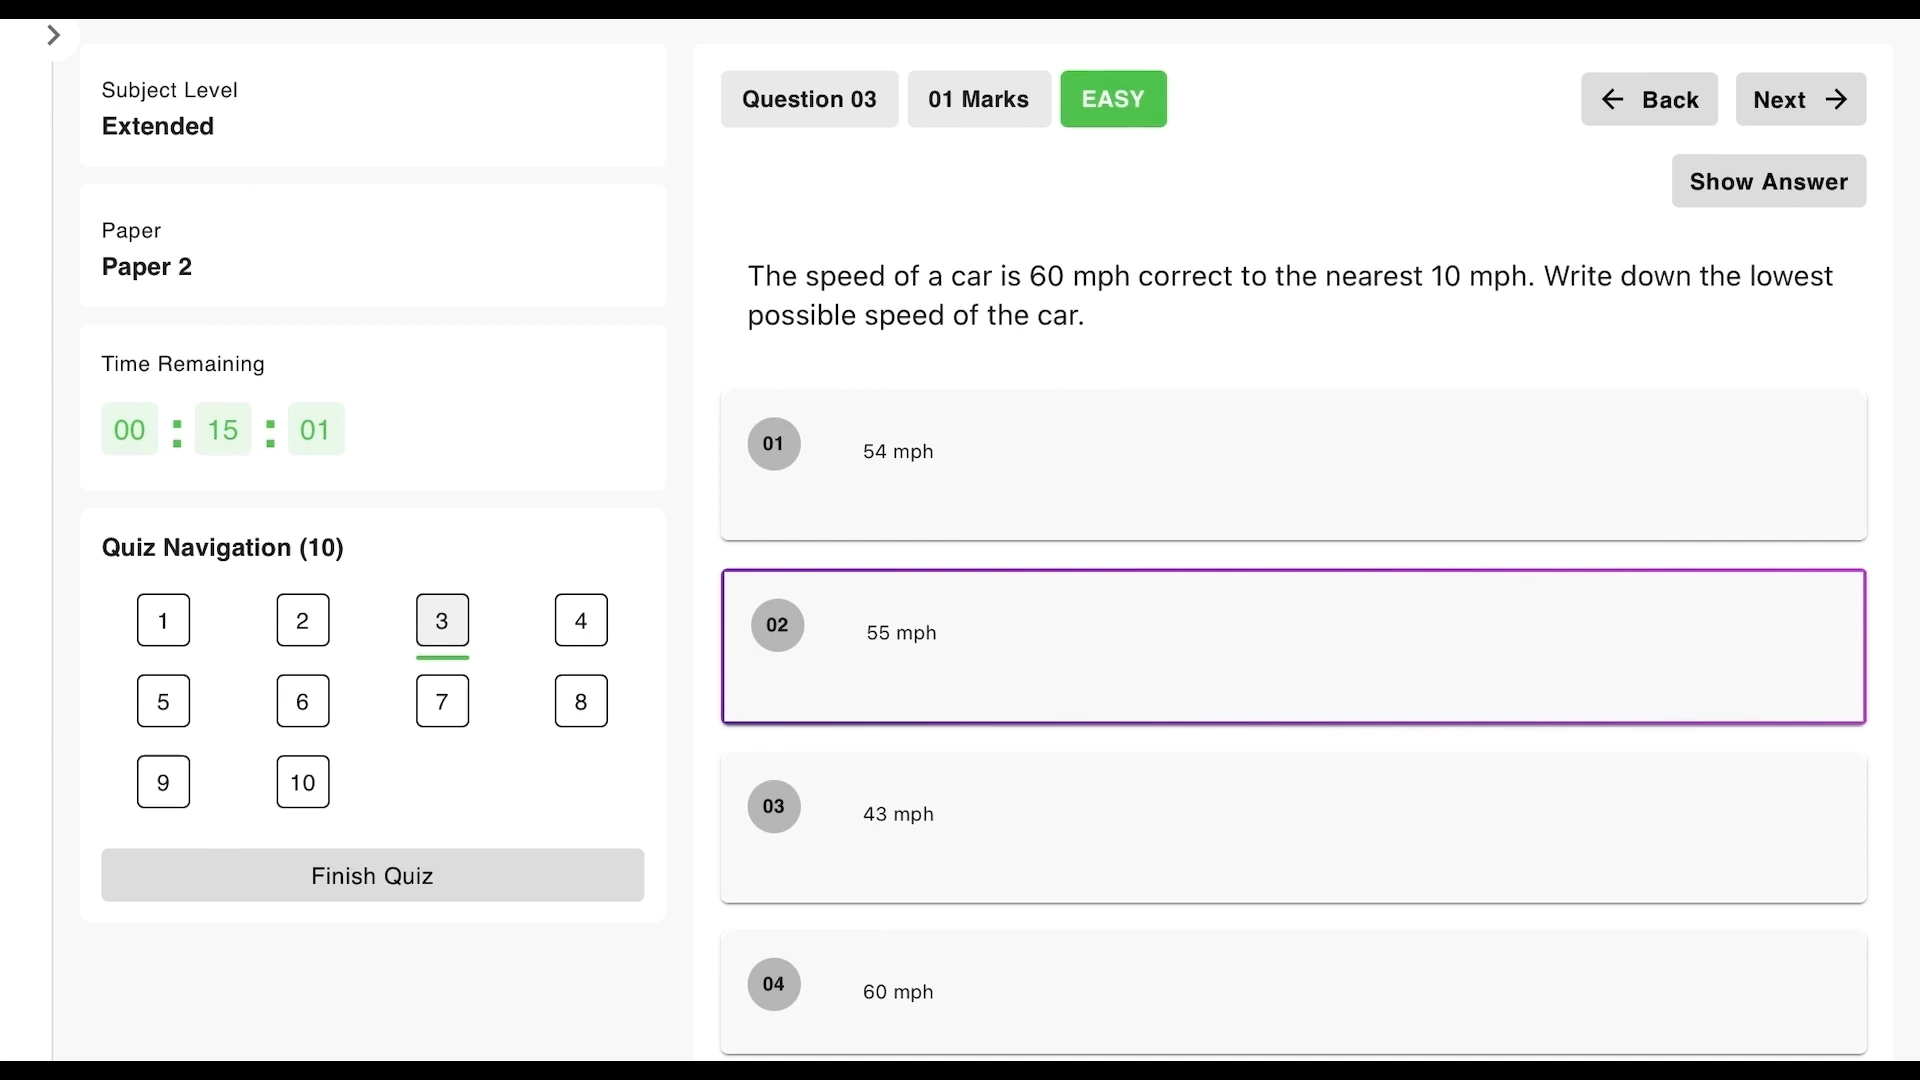 Subject Level
Extended
Paper
Paper 2
Time Remaining
00 : 15 : 01
Quiz Navigation (10)
1 2 3 4
5 6 7 8
9 10
Finish Quiz
Question 03 01 Marks EASY
Back Next
Show Answer
The speed of a car is 60 mph correct to the nearest 10 mph. Write down the lowest
possible speed of the car.
01 54 mph
02 55 mph
03 43 mph
04 60 mph